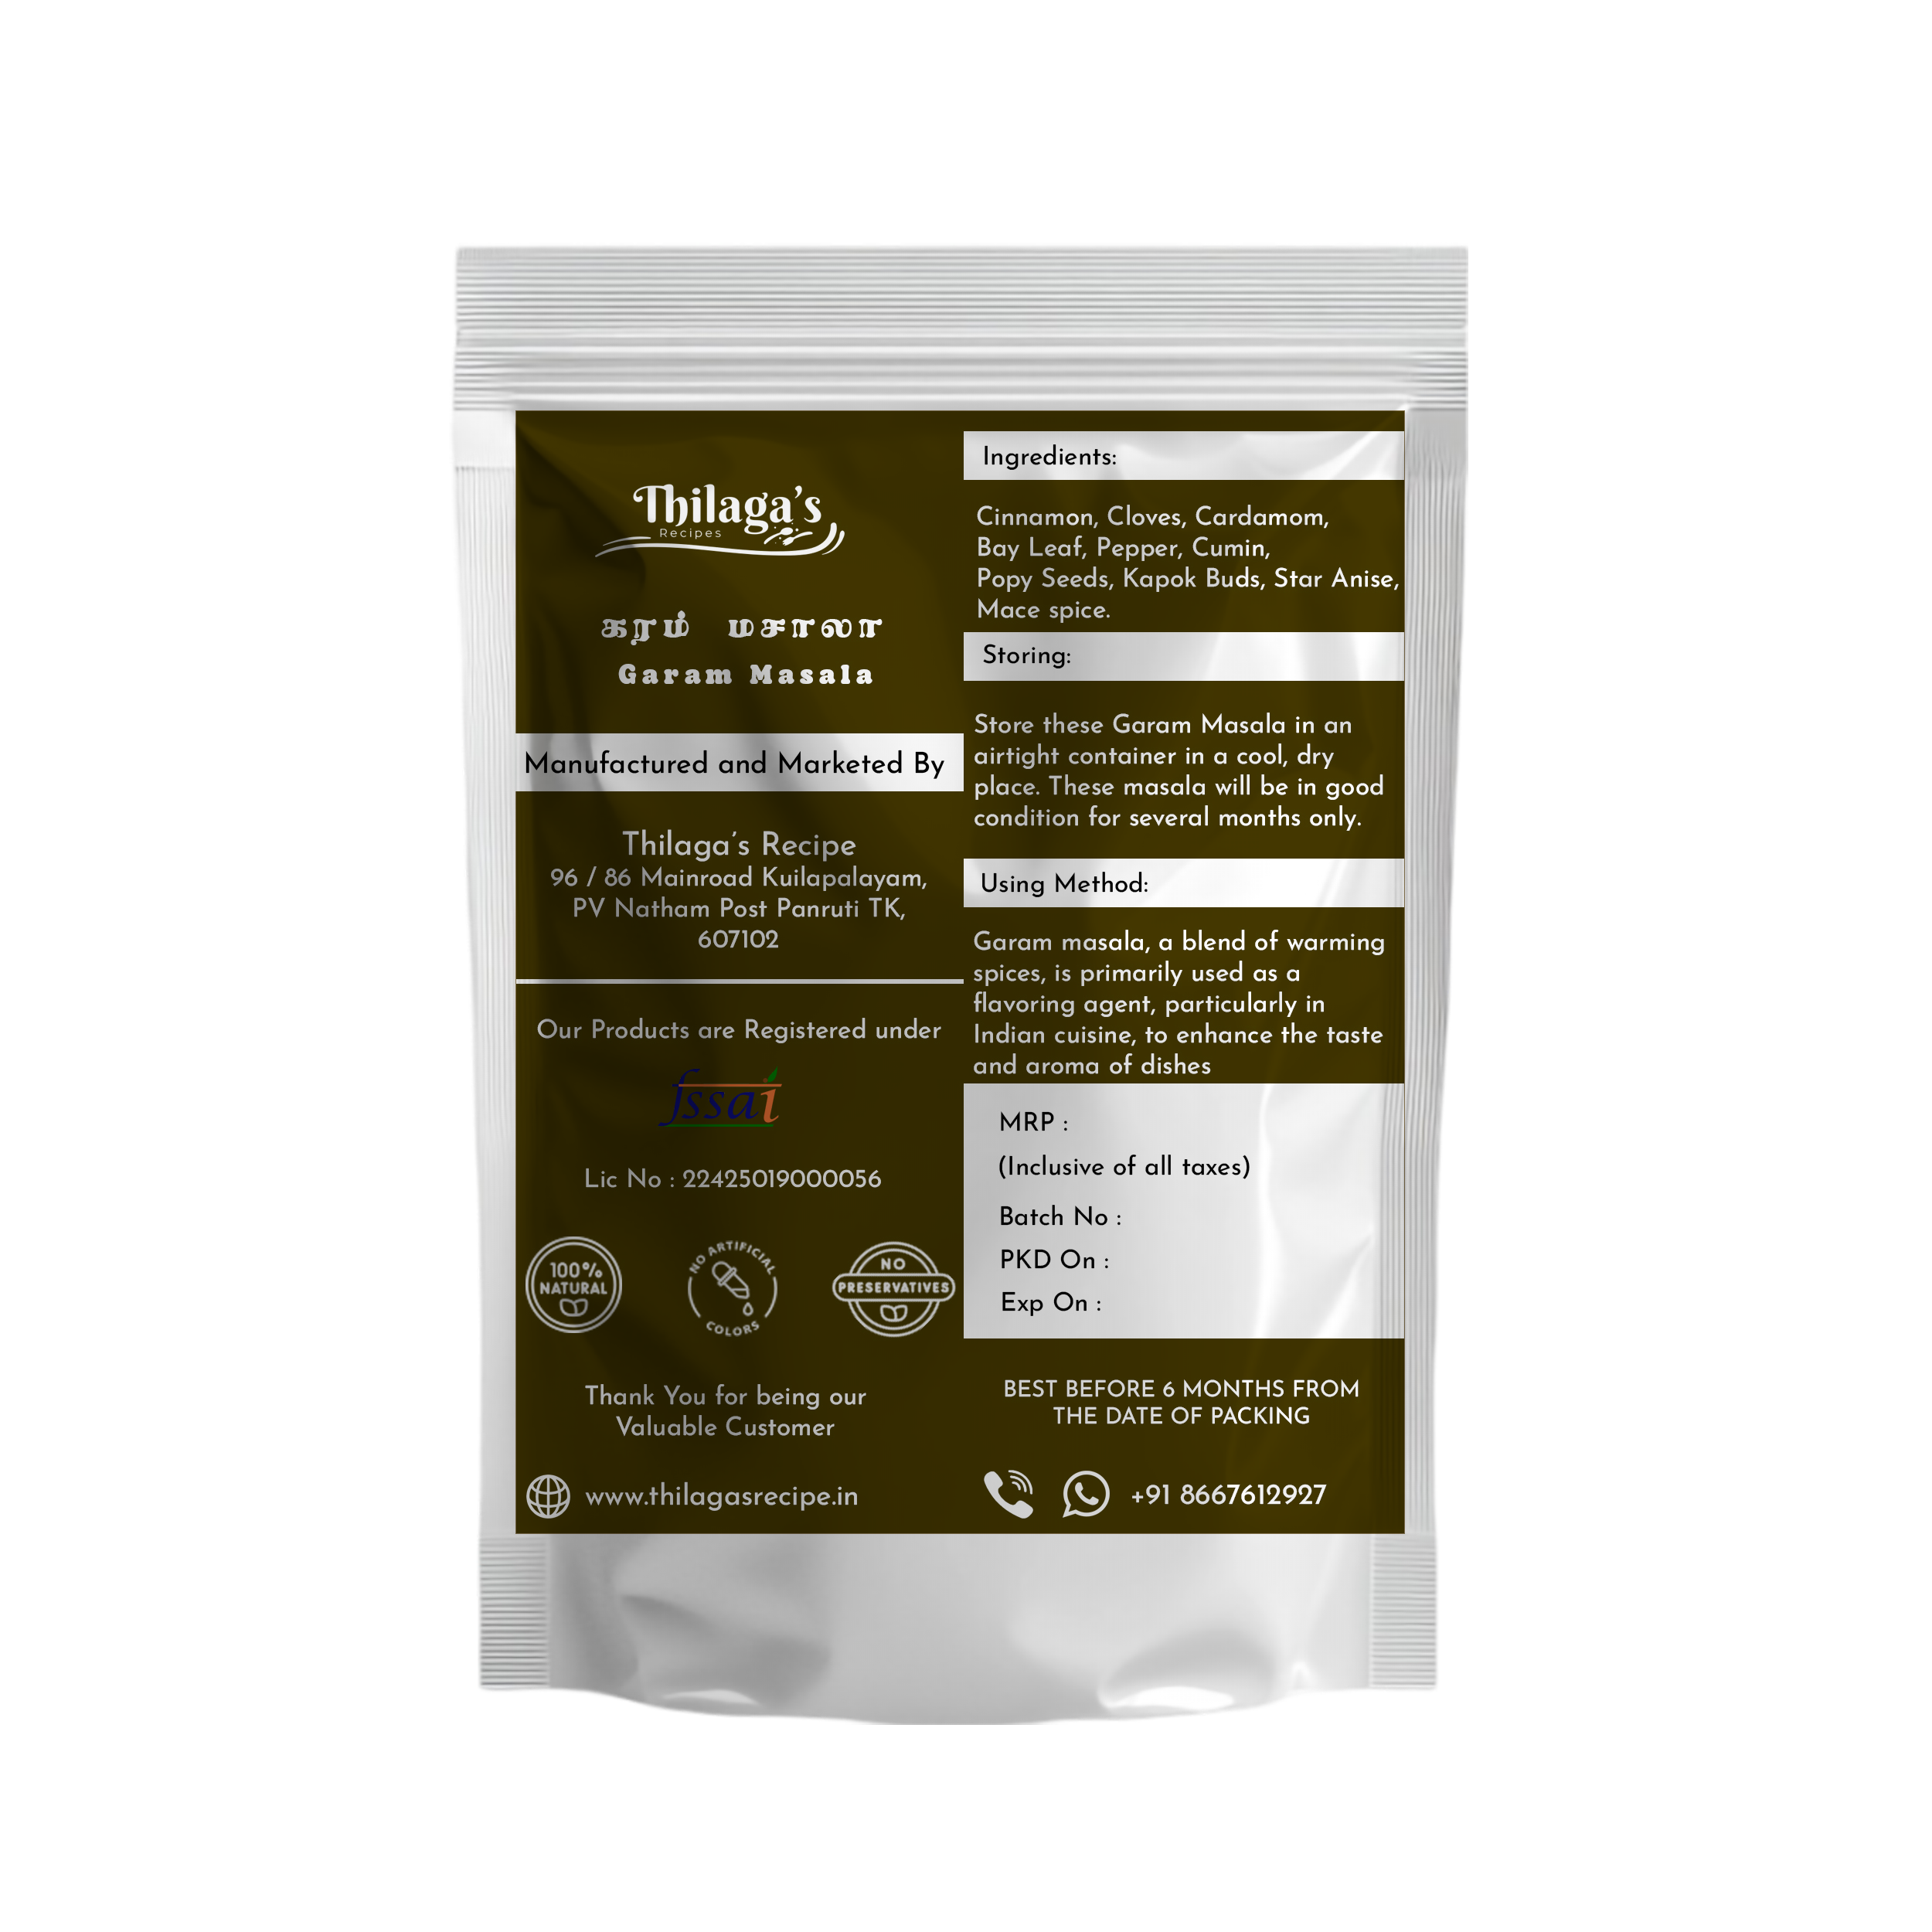 Thilaga's
Recipes
கரம் மசாலா
Garam Masala
Manufactured and Marketed By
Thilaga's Recipe
96 / 86 Mainroad Kuilapalayam,
PV Natham Post Panruti TK,
607102
Our Products are Registered under
fssai
Lic No : 22425019000056
100%
NATURAL
NO ARTIFICIAL
COLORS
NO
PRESERVATIVES
Thank You for being our
Valuable Customer
www.thilagasrecipe.in
Ingredients:
Cinnamon, Cloves, Cardamom,
Bay Leaf, Pepper, Cumin,
Popy Seeds, Kapok Buds, Star Anise,
Mace spice.
Storing:
Store these Garam Masala in an
airtight container in a cool, dry
place. These masala will be in good
condition for several months only.
Using Method:
Garam masala, a blend of warming
spices, is primarily used as a
flavoring agent, particularly in
Indian cuisine, to enhance the taste
and aroma of dishes
MRP :
(Inclusive of all taxes)
Batch No :
PKD On :
Exp On :
BEST BEFORE 6 MONTHS FROM
THE DATE OF PACKING
+91 8667612927